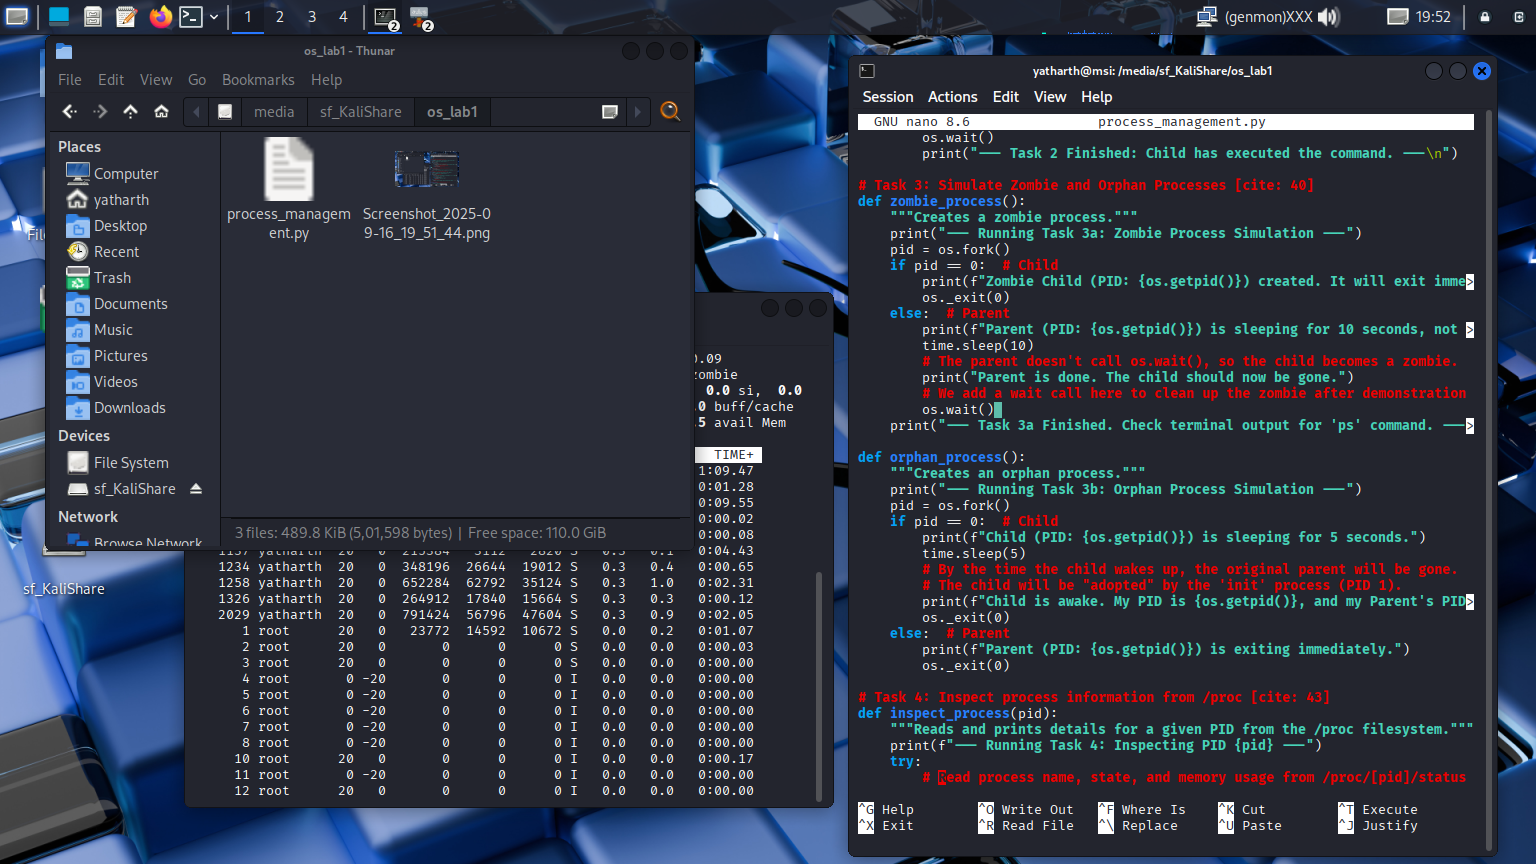 1 2 3 4 2 2 (genmon)XXX 19:52
os_lab1 - Thunar
File Edit View Go Bookmarks Help
media sf_KaliShare os_lab1
Places
Computer
yatharth
Desktop
Recent
Trash
Documents
Music
Pictures
Videos
Downloads
Devices
File System
sf_KaliShare
Network
Browse Network
process_managem
ent.py
Screenshot_2025-0
9-16_19_51_44.png
3 files: 489.8 KiB (5,01,598 bytes) | Free space: 110.0 GiB
sf_KaliShare
0.09
zombie
0.0 si, 0.0
buff/cache
avail Mem
TIME+
1:09.47
0:01.28
0:09.55
0:00.02
0:00.08
1137 yatharth 20 0 213384 3112 2820 S 0.3 0.1 0:04.43
1234 yatharth 20 0 348196 26644 19012 S 0.3 0.4 0:00.65
1258 yatharth 20 0 652284 62792 35124 S 0.3 1.0 0:02.31
1326 yatharth 20 0 264912 17840 15664 S 0.3 0.3 0:00.12
2029 yatharth 20 0 791424 56796 47604 S 0.3 0.9 0:02.05
1 root 20 0 23772 14592 10672 S 0.0 0.2 0:01.07
2 root 20 0 0 0 0 S 0.0 0.0 0:00.03
3 root 20 0 0 0 0 S 0.0 0.0 0:00.00
4 root 0 -20 0 0 0 I 0.0 0.0 0:00.00
5 root 0 -20 0 0 0 I 0.0 0.0 0:00.00
6 root 0 -20 0 0 0 I 0.0 0.0 0:00.00
7 root 0 -20 0 0 0 I 0.0 0.0 0:00.00
8 root 0 -20 0 0 0 I 0.0 0.0 0:00.00
10 root 20 0 0 0 0 I 0.0 0.0 0:00.17
11 root 0 -20 0 0 0 I 0.0 0.0 0:00.00
12 root 20 0 0 0 0 I 0.0 0.0 0:00.00
yatharth@msi: /media/sf_KaliShare/os_lab1
Session Actions Edit View Help
GNU nano 8.6 process_management.py
os.wait()
print("--- Task 2 Finished: Child has executed the command. ---\n")
# Task 3: Simulate Zombie and Orphan Processes [cite: 40]
def zombie_process():
"""Creates a zombie process."""
print("--- Running Task 3a: Zombie Process Simulation ---")
pid = os.fork()
if pid == 0: # Child
print(f"Zombie Child (PID: {os.getpid()}) created. It will exit imme>
os._exit(0)
else: # Parent
print(f"Parent (PID: {os.getpid()}) is sleeping for 10 seconds, not >
time.sleep(10)
# The parent doesn't call os.wait(), so the child becomes a zombie.
print("Parent is done. The child should now be gone.")
# We add a wait call here to clean up the zombie after demonstration
os.wait()
print("--- Task 3a Finished. Check terminal output for 'ps' command. --->
def orphan_process():
"""Creates an orphan process."""
print("--- Running Task 3b: Orphan Process Simulation ---")
pid = os.fork()
if pid == 0: # Child
print(f"Child (PID: {os.getpid()}) is sleeping for 5 seconds.")
time.sleep(5)
# By the time the child wakes up, the original parent will be gone.
# The child will be "adopted" by the 'init' process (PID 1).
print(f"Child is awake. My PID is {os.getpid()}, and my Parent's PID>
os._exit(0)
else: # Parent
print(f"Parent (PID: {os.getpid()}) is exiting immediately.")
os._exit(0)
# Task 4: Inspect process information from /proc [cite: 43]
def inspect_process(pid):
"""Reads and prints details for a given PID from the /proc filesystem."""
print(f"--- Running Task 4: Inspecting PID {pid} ---")
try:
# Read process name, state, and memory usage from /proc/[pid]/status
^G Help ^O Write Out ^F Where Is ^K Cut ^T Execute
^X Exit ^R Read File ^\ Replace ^U Paste ^J Justify